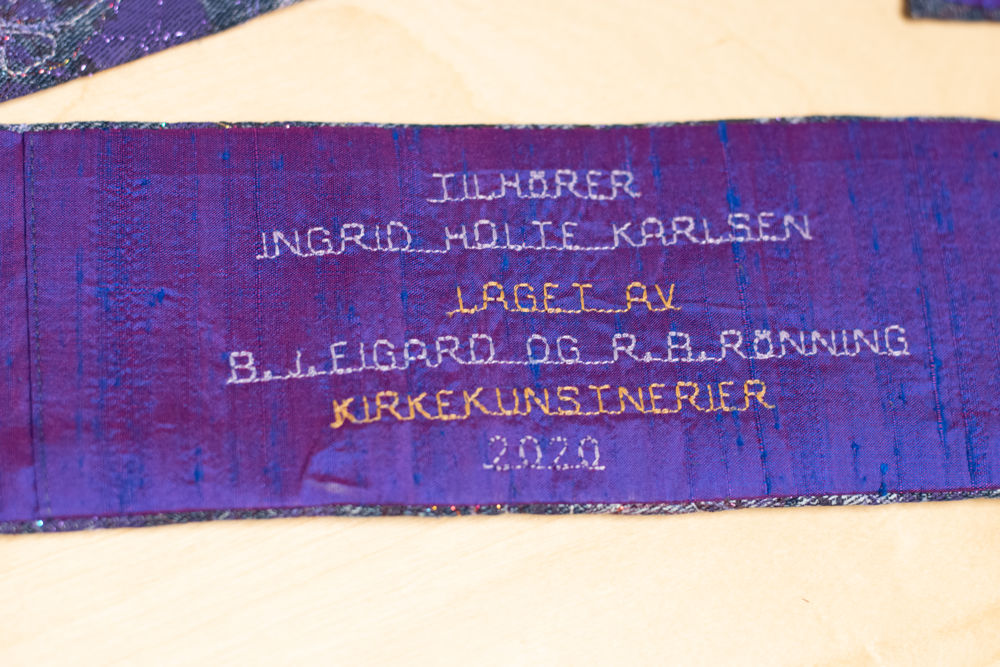 TILHÖRER
INGRID HOLTE KARLSEN
LAGET AV
B.J.EIGARD OG R.B.RÖNNING
KIRKEKUNSTNERIER
2020